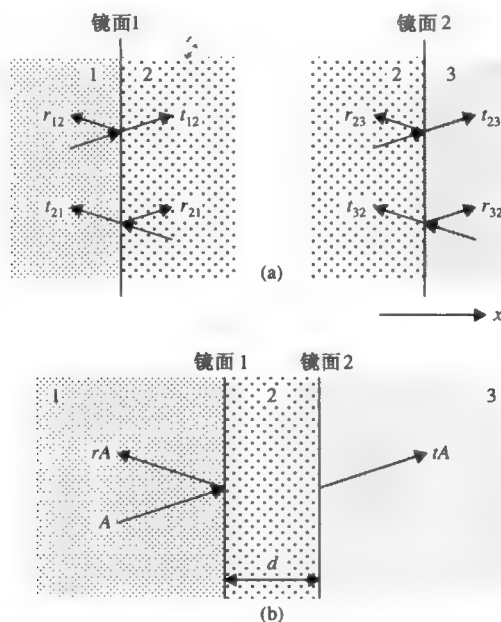 镜面1 镜面2
1 2 2 3
r₁₂ t₁₂ r₂₃ t₂₃
t₂₁ r₂₁ t₃₂ r₃₂
(a)
x
镜面1 镜面2
1 2 3
rA tA
A
d
(b)